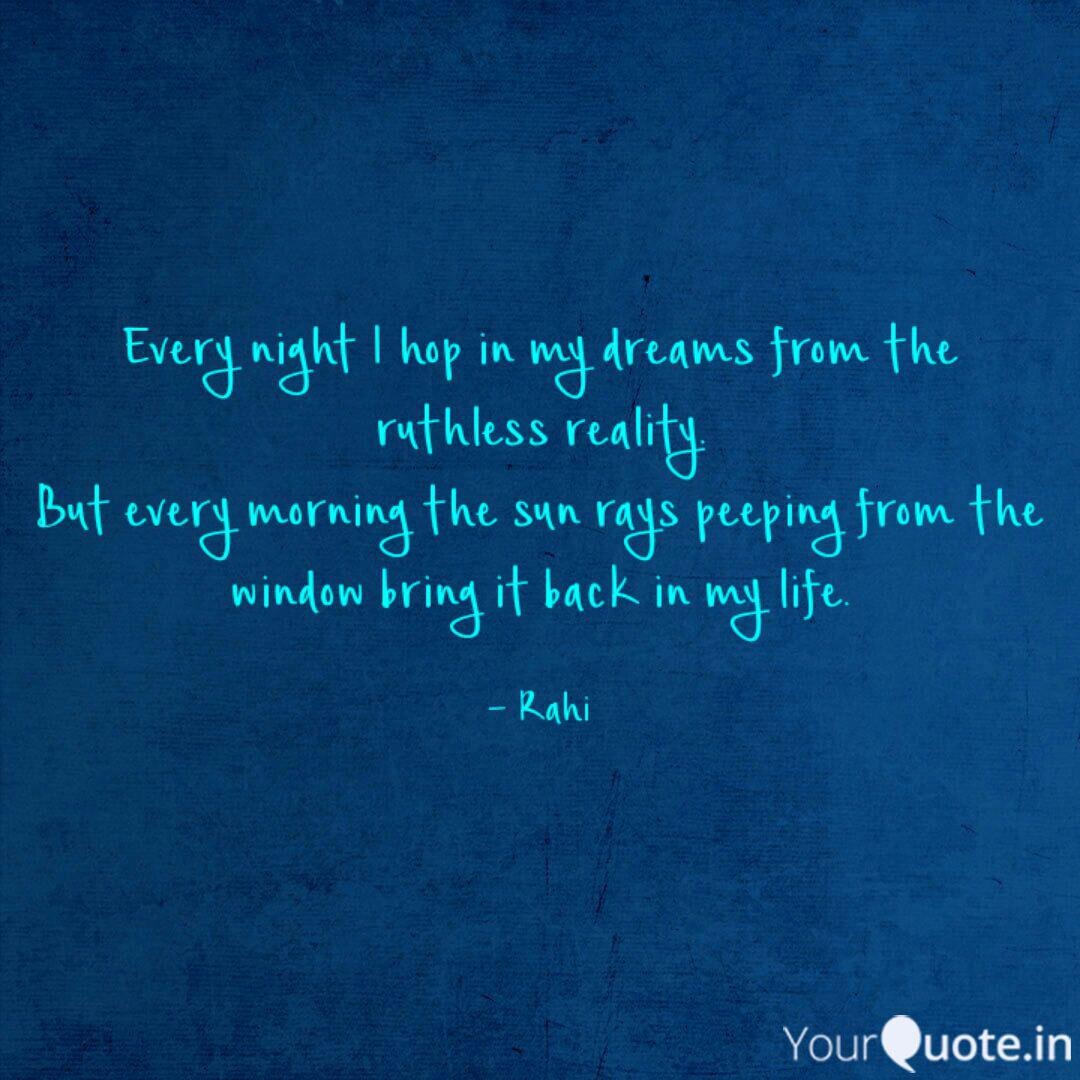 Every night I hop in my dreams from the
ruthless reality.
But every morning the sun rays peeping from the
window bring it back in my life.
- Rahi
YourQuote.in